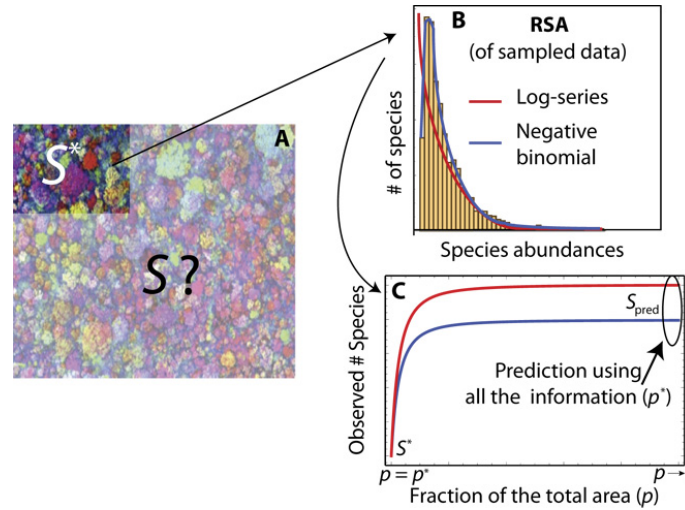 A
S*
S ?
B
RSA
(of sampled data)
Log-series
Negative
binomial
# of species
Species abundances
C
Observed # Species
S*
S pred
Prediction using
all the information (p*)
p = p*
p→
Fraction of the total area (p)